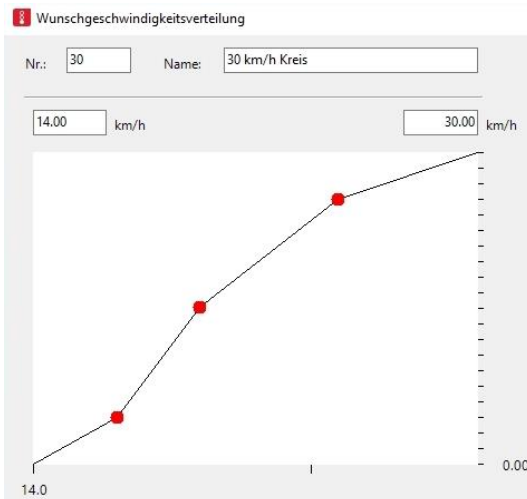 Wunschgeschwindigkeitsverteilung
Nr.: 30 Name: 30 km/h Kreis
14.00 km/h 30.00 km/h
0.00
14.0